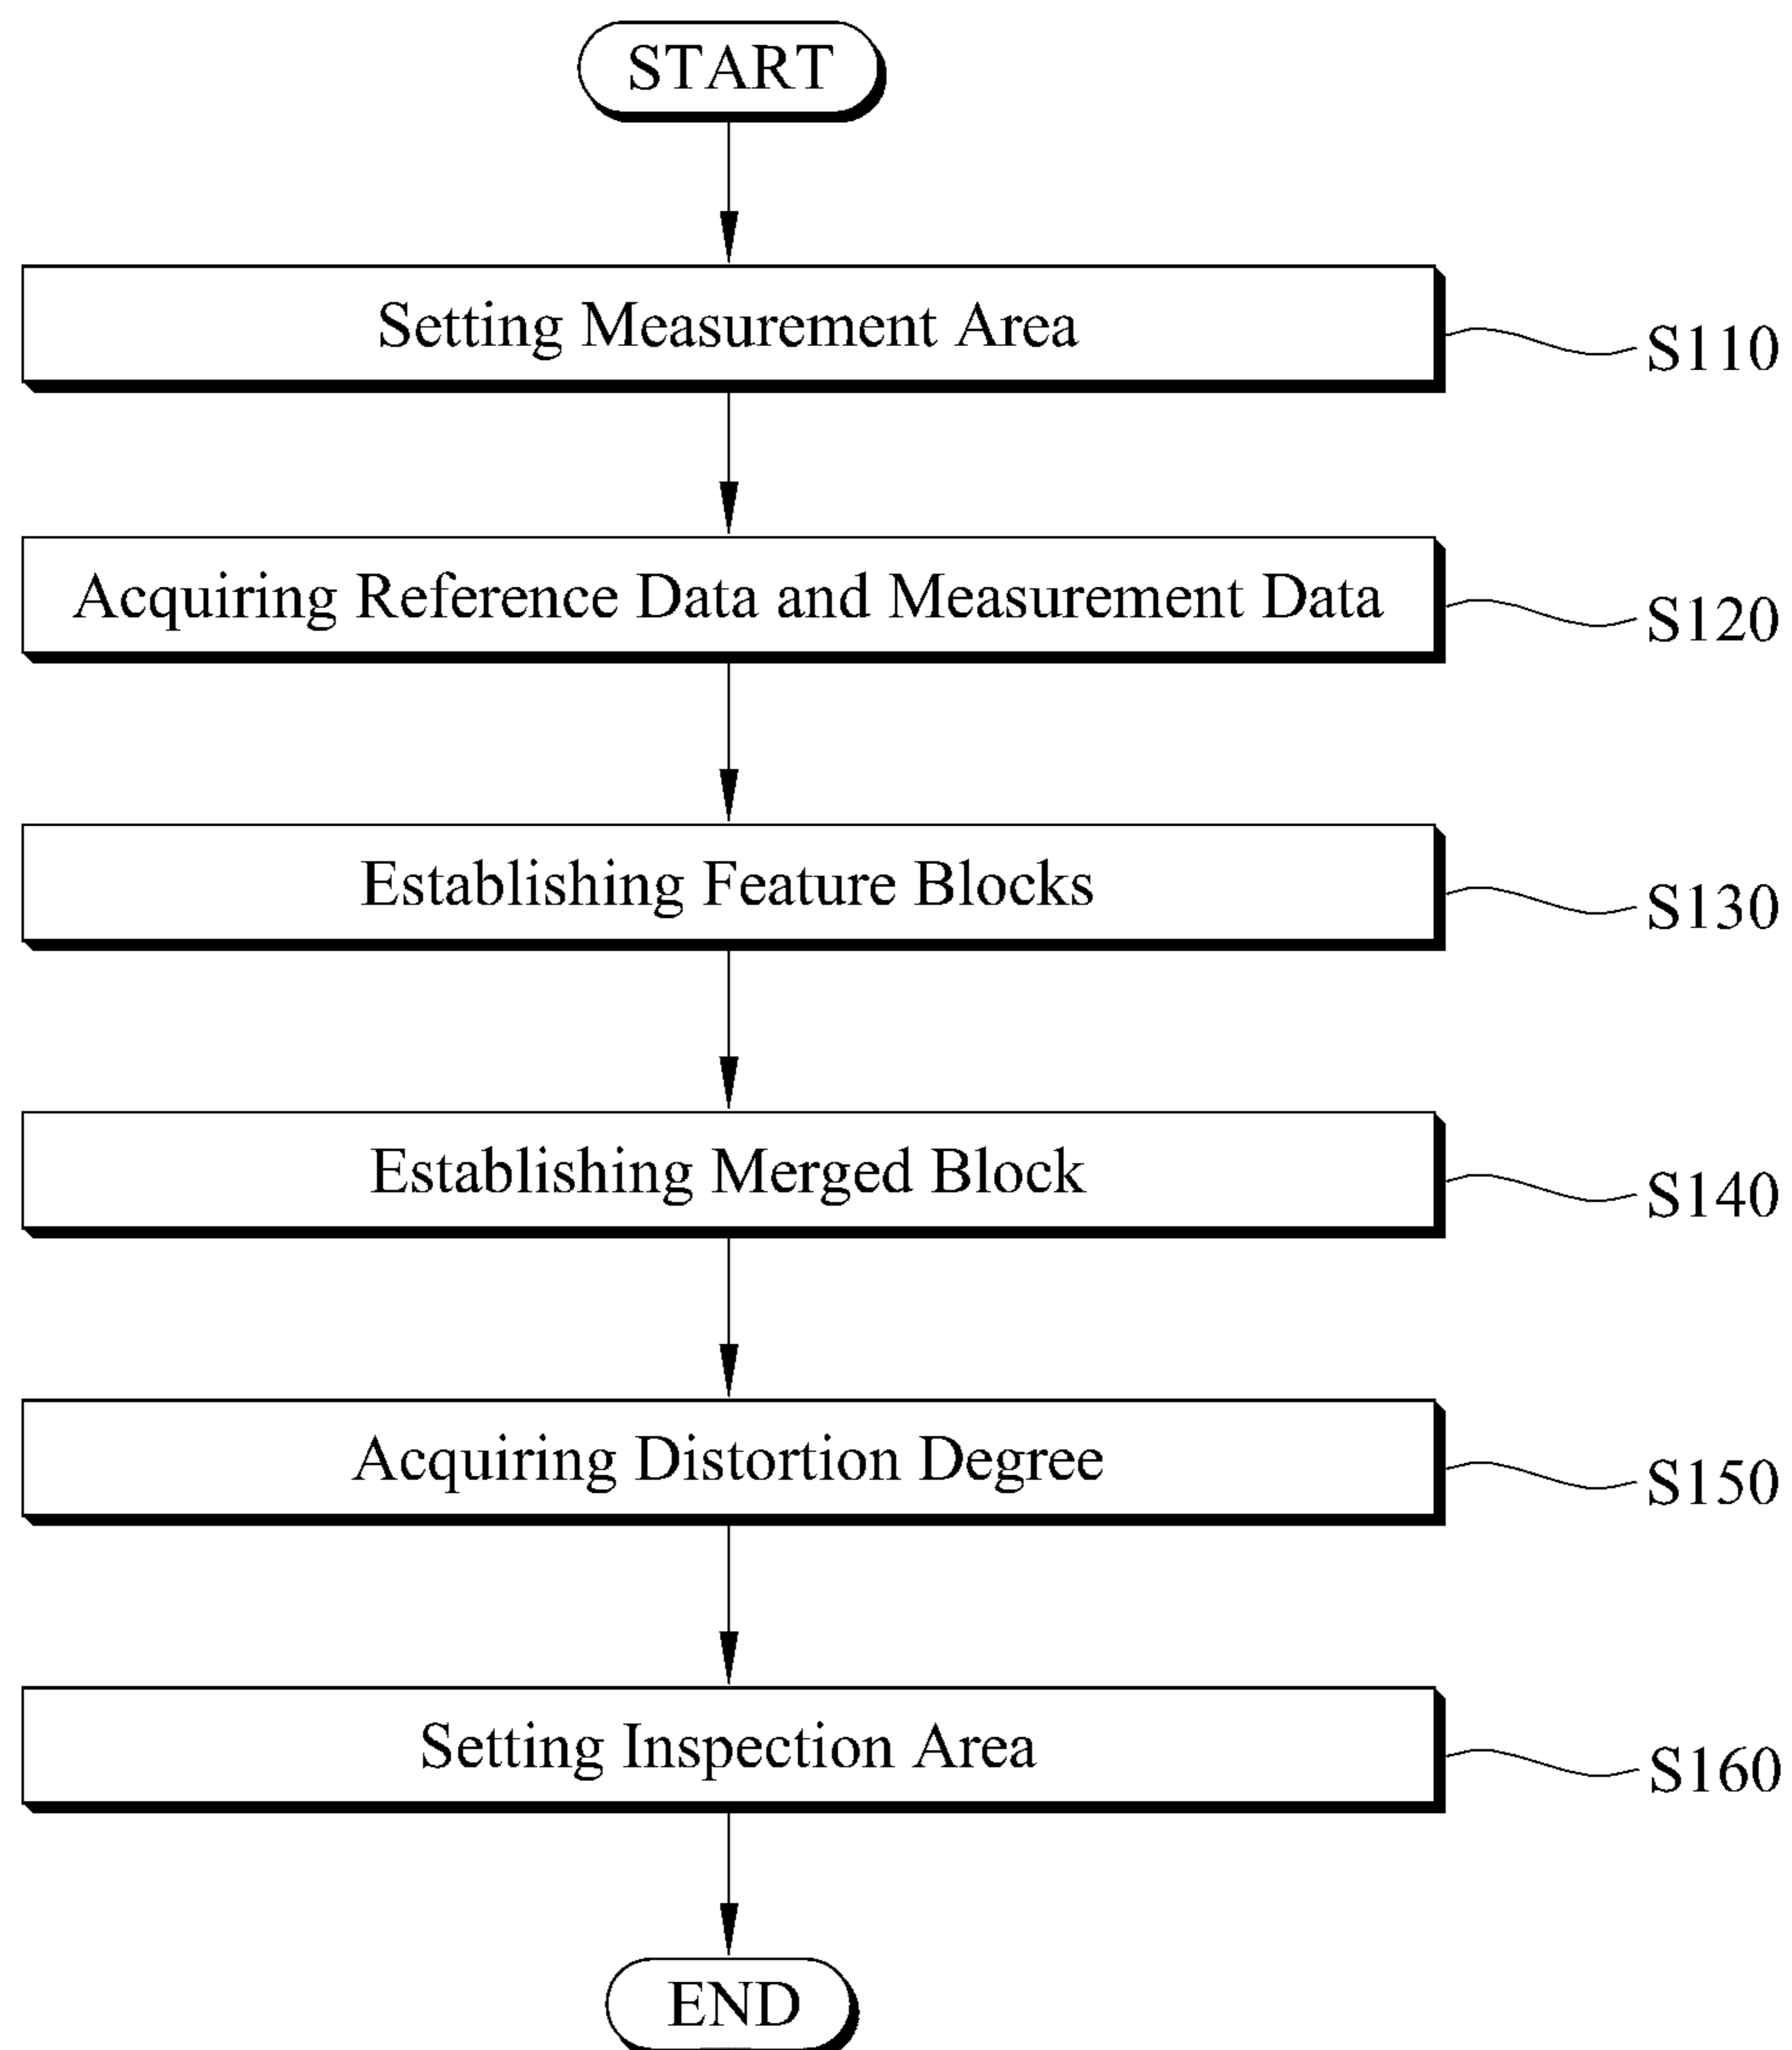 START
Setting Measurement Area
S110
Acquiring Reference Data and Measurement Data
S120
Establishing Feature Blocks
S130
Establishing Merged Block
S140
Acquiring Distortion Degree
S150
Setting Inspection Area
S160
END